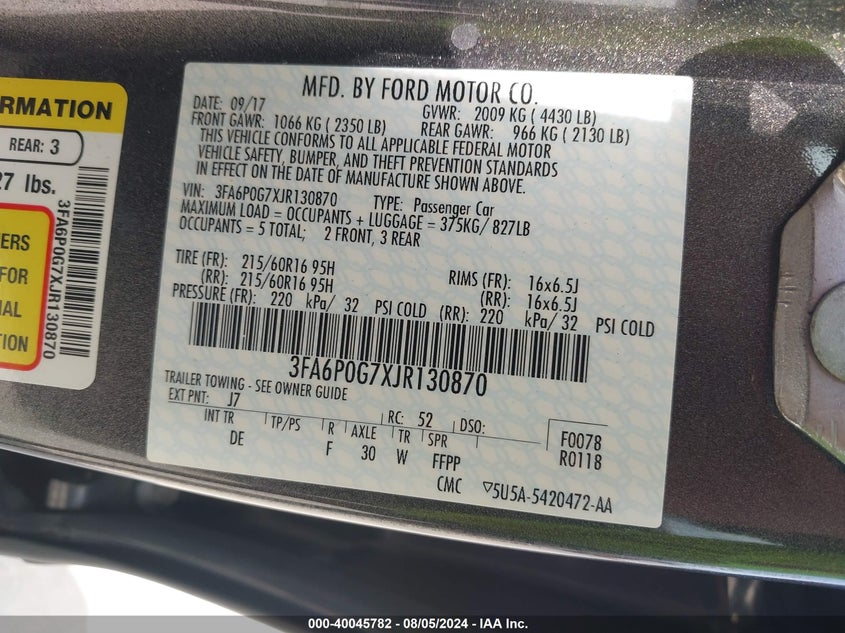 MFD. BY FORD MOTOR CO.
DATE: 09/17 GVWR: 2009 KG ( 4430 LB)
FRONT GAWR: 1066 KG ( 2350 LB) REAR GAWR: 966 KG ( 2130 LB)
THIS VEHICLE CONFORMS TO ALL APPLICABLE FEDERAL MOTOR
VEHICLE SAFETY, BUMPER, AND THEFT PREVENTION STANDARDS
IN EFFECT ON THE DATE OF MANUFACTURE SHOWN ABOVE.
VIN: 3FA6P0G7XJR130870 TYPE: Passenger Car
MAXIMUM LOAD = OCCUPANTS + LUGGAGE = 375KG/ 827LB
OCCUPANTS = 5 TOTAL; 2 FRONT, 3 REAR
TIRE (FR): 215/60R16 95H RIMS (FR): 16x6.5J
(RR): 215/60R16 95H (RR): 16x6.5J
PRESSURE (FR): 220 kPa/ 32 PSI COLD (RR): 220 kPa/ 32 PSI COLD
3FA6P0G7XJR130870
TRAILER TOWING - SEE OWNER GUIDE
EXT PNT: J7 RC: 52 DSO: F0078
INT TR TP/PS R AXLE TR SPR R0118
DE F 30 W FFPP
CMC ▽5U5A-5420472-AA
ORMATION
REAR: 3
27 lbs.
ERS
FOR
IAL
TION
3FA6P0G7XJR130870
000-40045782 - 08/05/2024 - IAA Inc.